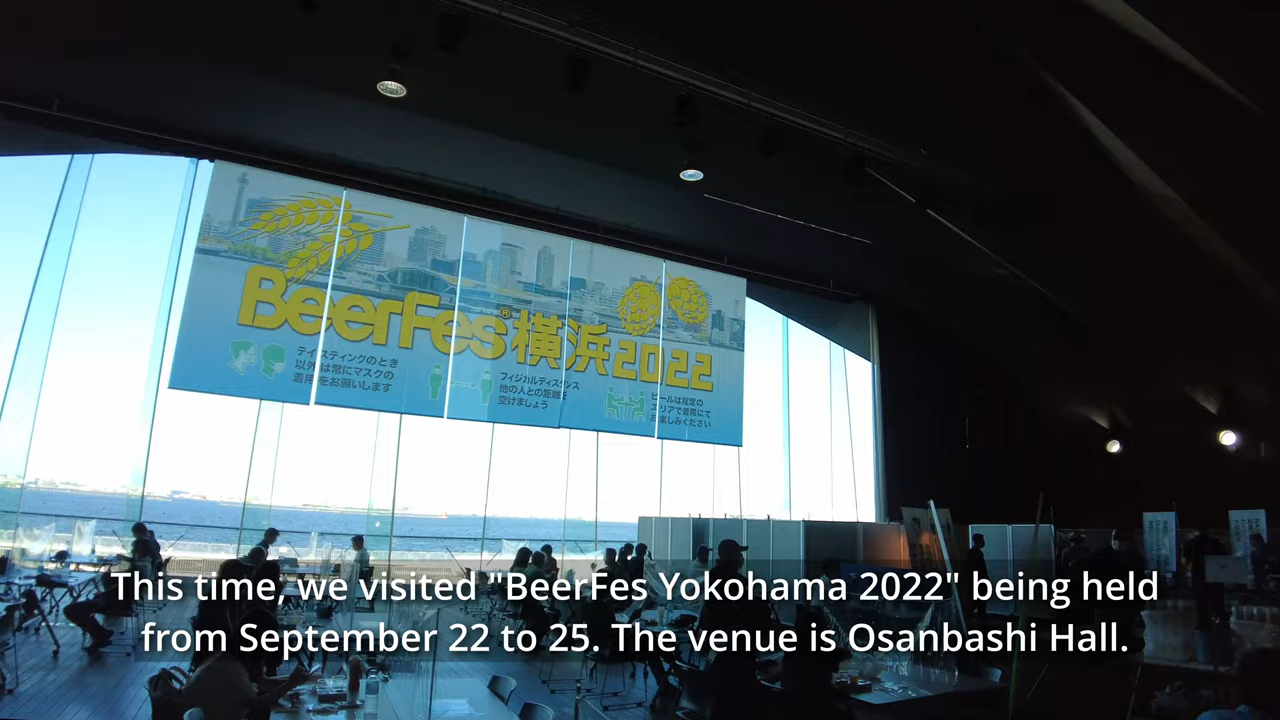 BeerFes® 横浜2022
テイスティングのとき
以外は常にマスクの
着用をお願いします
フィジカルディスタンス
他の人との距離を
空けましょう
ビールは指定の
エリアで着席にて
お楽しみください
This time, we visited "BeerFes Yokohama 2022" being held
from September 22 to 25. The venue is Osanbashi Hall.